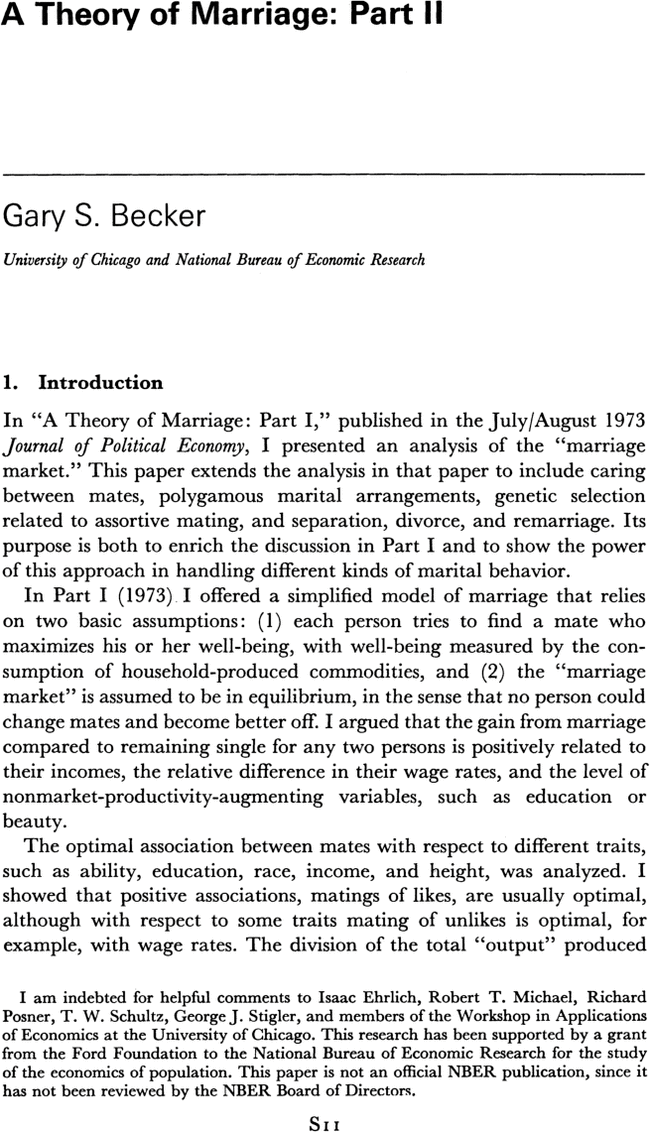 A Theory of Marriage: Part II
Gary S. Becker
University of Chicago and National Bureau of Economic Research
1. Introduction
In “A Theory of Marriage: Part I,” published in the July/August 1973
Journal of Political Economy, I presented an analysis of the “marriage
market.” This paper extends the analysis in that paper to include caring
between mates, polygamous marital arrangements, genetic selection
related to assortive mating, and separation, divorce, and remarriage. Its
purpose is both to enrich the discussion in Part I and to show the power
of this approach in handling different kinds of marital behavior.
In Part I (1973) I offered a simplified model of marriage that relies
on two basic assumptions: (1) each person tries to find a mate who
maximizes his or her well-being, with well-being measured by the con-
sumption of household-produced commodities, and (2) the “marriage
market” is assumed to be in equilibrium, in the sense that no person could
change mates and become better off. I argued that the gain from marriage
compared to remaining single for any two persons is positively related to
their incomes, the relative difference in their wage rates, and the level of
nonmarket-productivity-augmenting variables, such as education or
beauty.
The optimal association between mates with respect to different traits,
such as ability, education, race, income, and height, was analyzed. I
showed that positive associations, matings of likes, are usually optimal,
although with respect to some traits mating of unlikes is optimal, for
example, with wage rates. The division of the total “output” produced
I am indebted for helpful comments to Isaac Ehrlich, Robert T. Michael, Richard
Posner, T. W. Schultz, George J. Stigler, and members of the Workshop in Applications
of Economics at the University of Chicago. This research has been supported by a grant
from the Ford Foundation to the National Bureau of Economic Research for the study
of the economics of population. This paper is not an official NBER publication, since it
has not been reviewed by the NBER Board of Directors.
S11